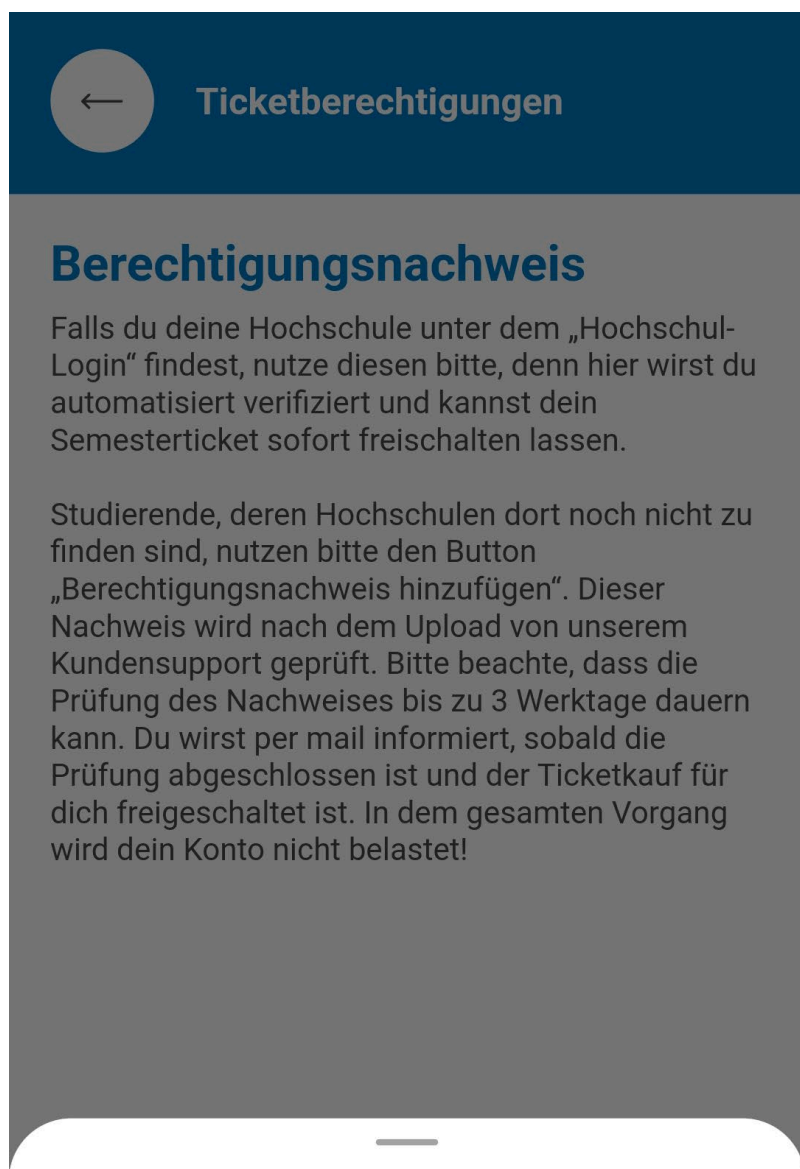 Ticketberechtigungen
Berechtigungsnachweis
Falls du deine Hochschule unter dem „Hochschul-
Login“ findest, nutze diesen bitte, denn hier wirst du
automatisiert verifiziert und kannst dein
Semesterticket sofort freischalten lassen.
Studierende, deren Hochschulen dort noch nicht zu
finden sind, nutzen bitte den Button
„Berechtigungsnachweis hinzufügen“. Dieser
Nachweis wird nach dem Upload von unserem
Kundensupport geprüft. Bitte beachte, dass die
Prüfung des Nachweises bis zu 3 Werktage dauern
kann. Du wirst per mail informiert, sobald die
Prüfung abgeschlossen ist und der Ticketkauf für
dich freigeschaltet ist. In dem gesamten Vorgang
wird dein Konto nicht belastet!